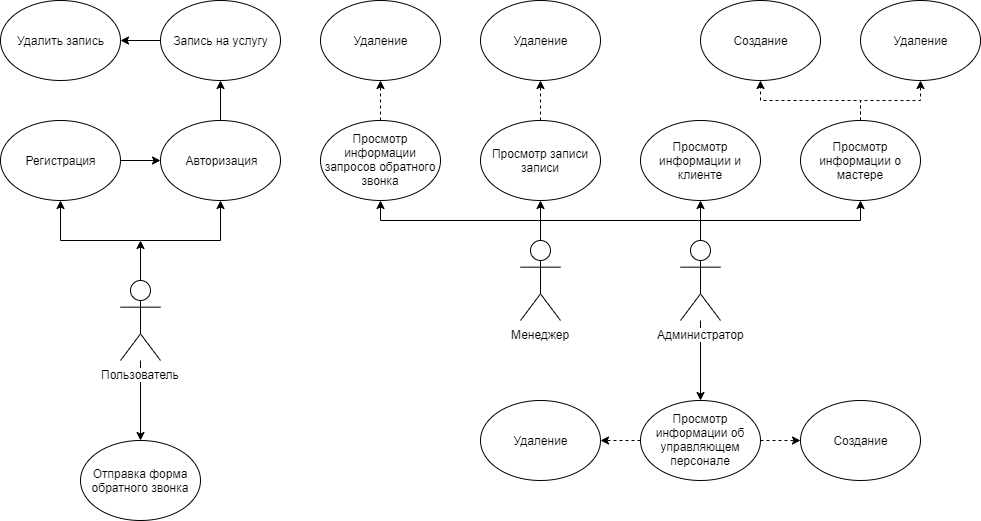 Удалить запись
Запись на услугу
Удаление
Удаление
Создание
Удаление
Регистрация
Авторизация
Просмотр
информации
запросов обратного
звонка
Просмотр записи
записи
Просмотр
информации и
клиенте
Просмотр
информации о
мастере
Менеджер
Администратор
Пользователь
Отправка форма
обратного звонка
Удаление
Просмотр
информации об
управляющем
персонале
Создание